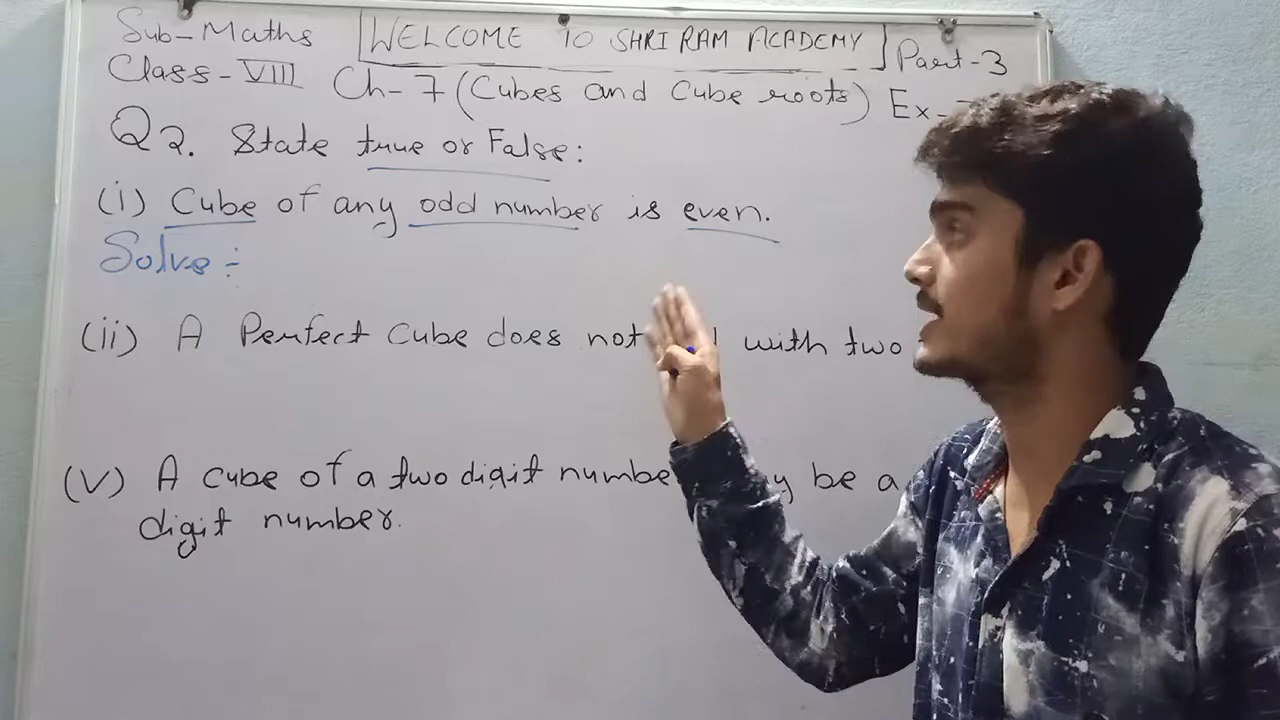 Sub-Maths WELCOME TO SHRI RAM ACADEMY Part-3
Class-VIII Ch-7 (Cubes and Cube roots) Ex-
Q2. State true or False:
(i) Cube of any odd number is even.
Solve:-
(ii) A Perfect Cube does not with two
(V) A cube of a two digit numbe y be a
digit number.